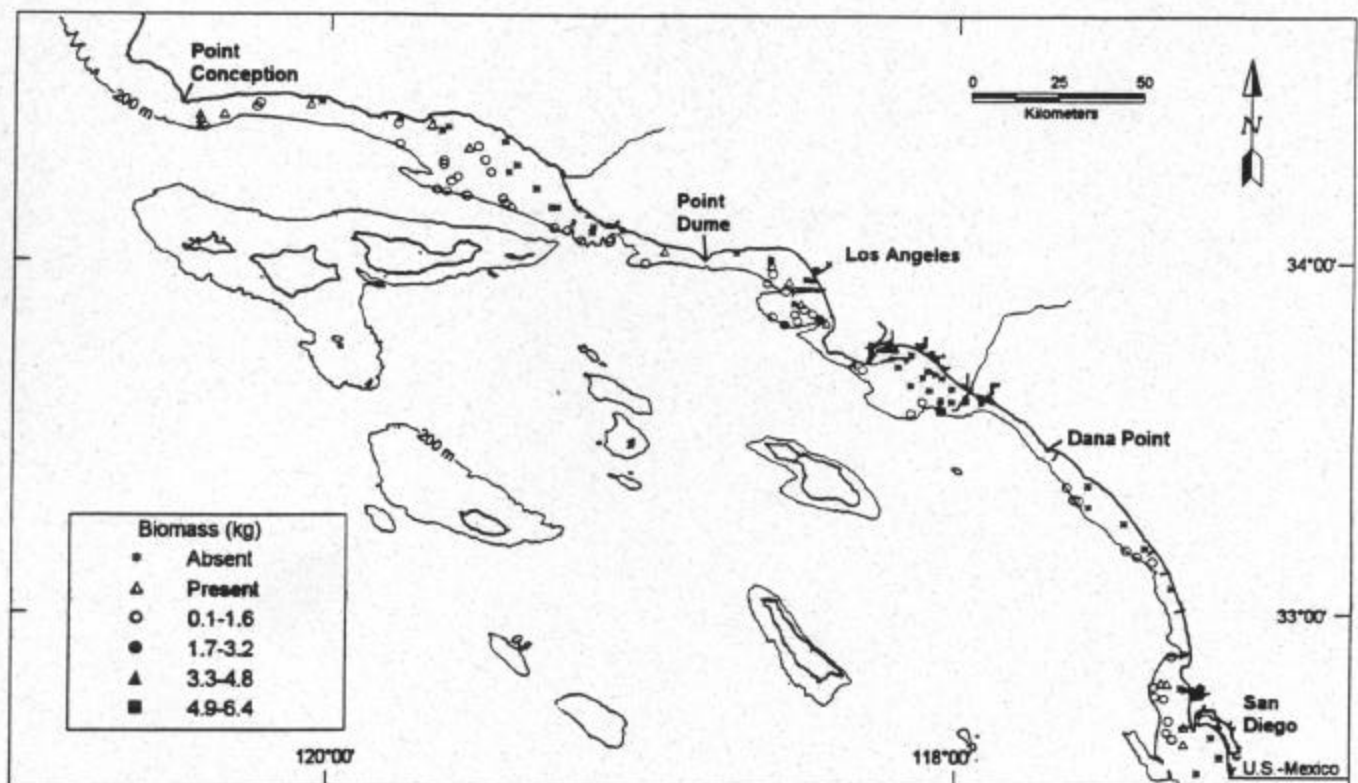 Point
Conception
200 m
0 25 50
Kilometers
N
Point
Dume
Los Angeles
34°00'
200 m
Dana Point
Biomass (kg)
Absent
Present
0.1-1.6
1.7-3.2
3.3-4.8
4.9-6.4
33°00'
San
Diego
120°00'
118°00'
U.S.-Mexico